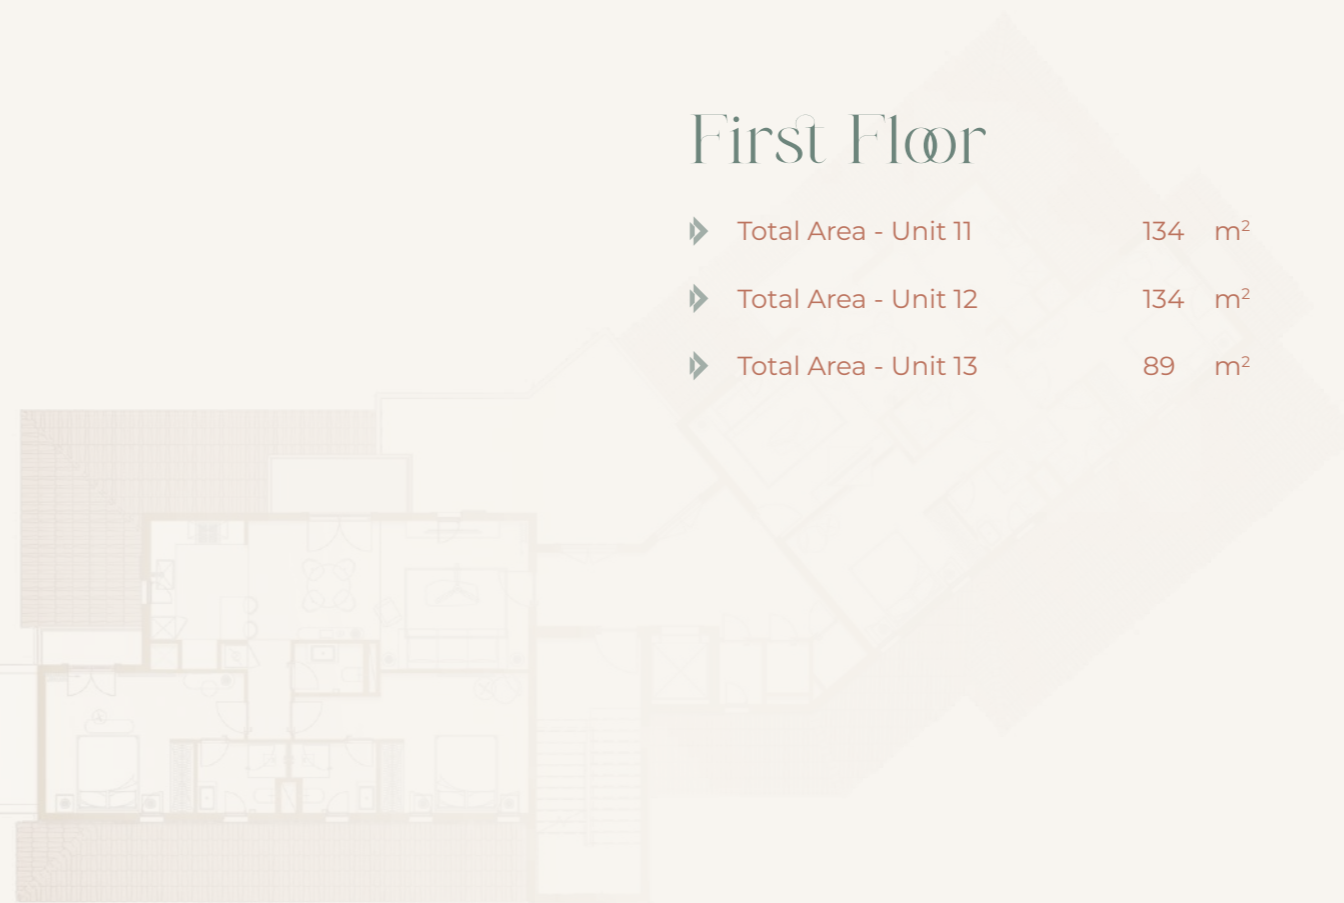 First Floor
Total Area - Unit 11 134 m²
Total Area - Unit 12 134 m²
Total Area - Unit 13 89 m²